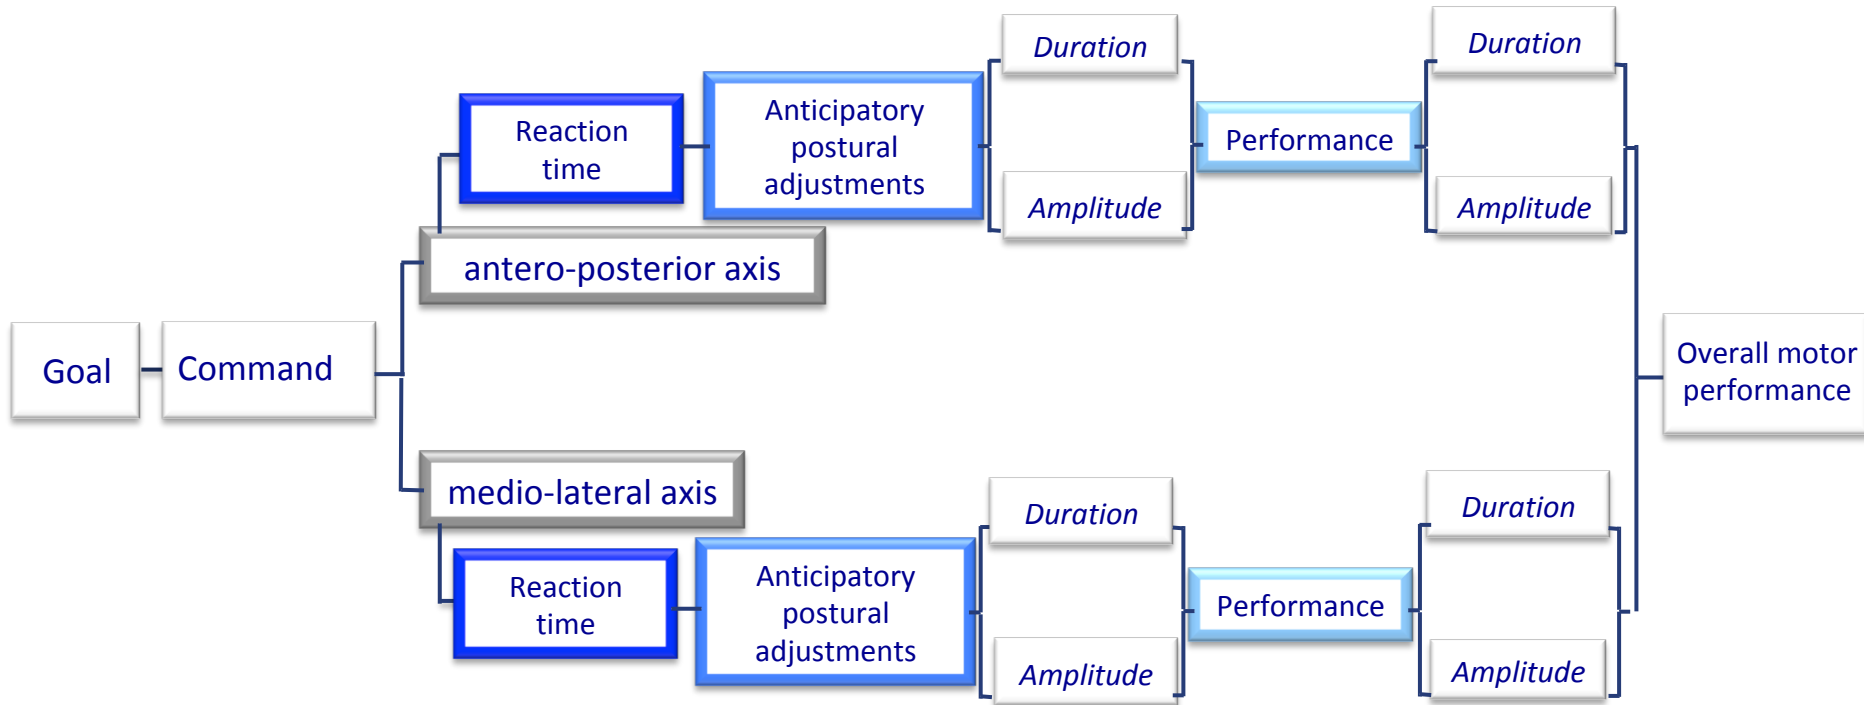 Goal
Command
antero-posterior axis
Reaction
time
Anticipatory
postural
adjustments
Duration
Amplitude
Performance
Duration
Amplitude
medio-lateral axis
Reaction
time
Anticipatory
postural
adjustments
Duration
Amplitude
Performance
Duration
Amplitude
Overall motor
performance